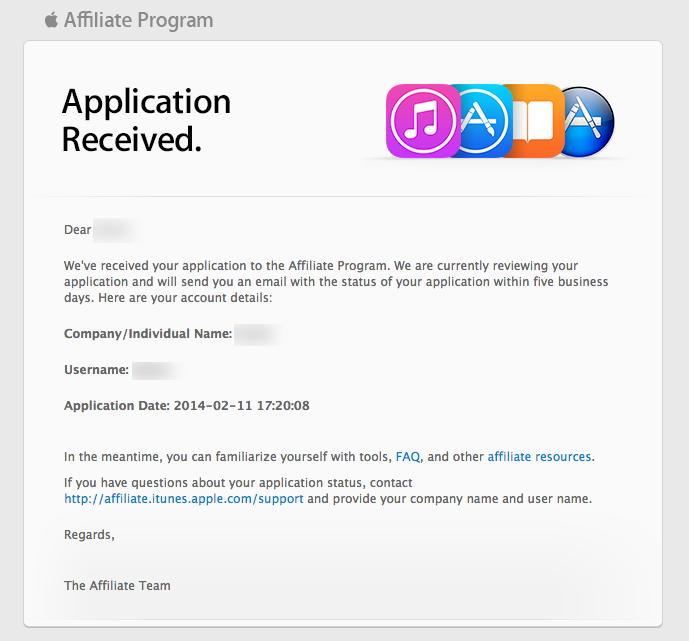 Affiliate Program
Application
Received.
Dear
We've received your application to the Affiliate Program. We are currently reviewing your
application and will send you an email with the status of your application within five business
days. Here are your account details:
Company/Individual Name:
Username:
Application Date: 2014-02-11 17:20:08
In the meantime, you can familiarize yourself with tools, FAQ, and other affiliate resources.
If you have questions about your application status, contact
http://affiliate.itunes.apple.com/support and provide your company name and user name.
Regards,
The Affiliate Team